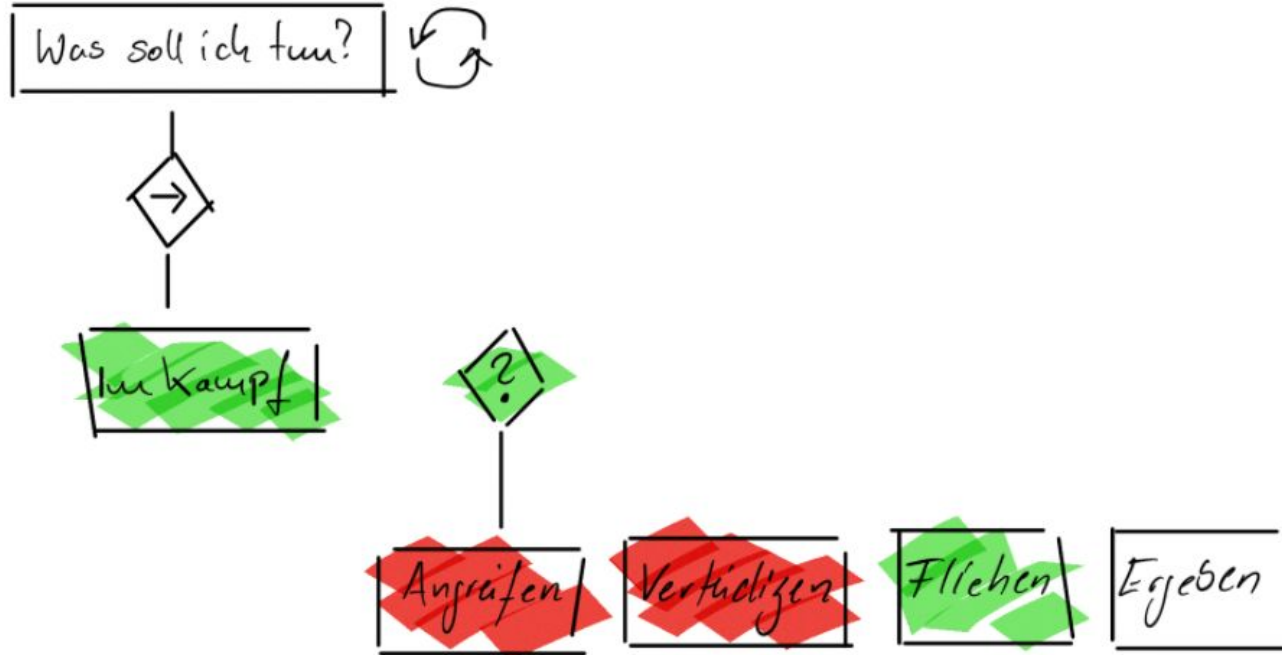 Was soll ich tun?
Im Kampf
?
Angreifen
Verteidigen
Fliehen
Ergeben